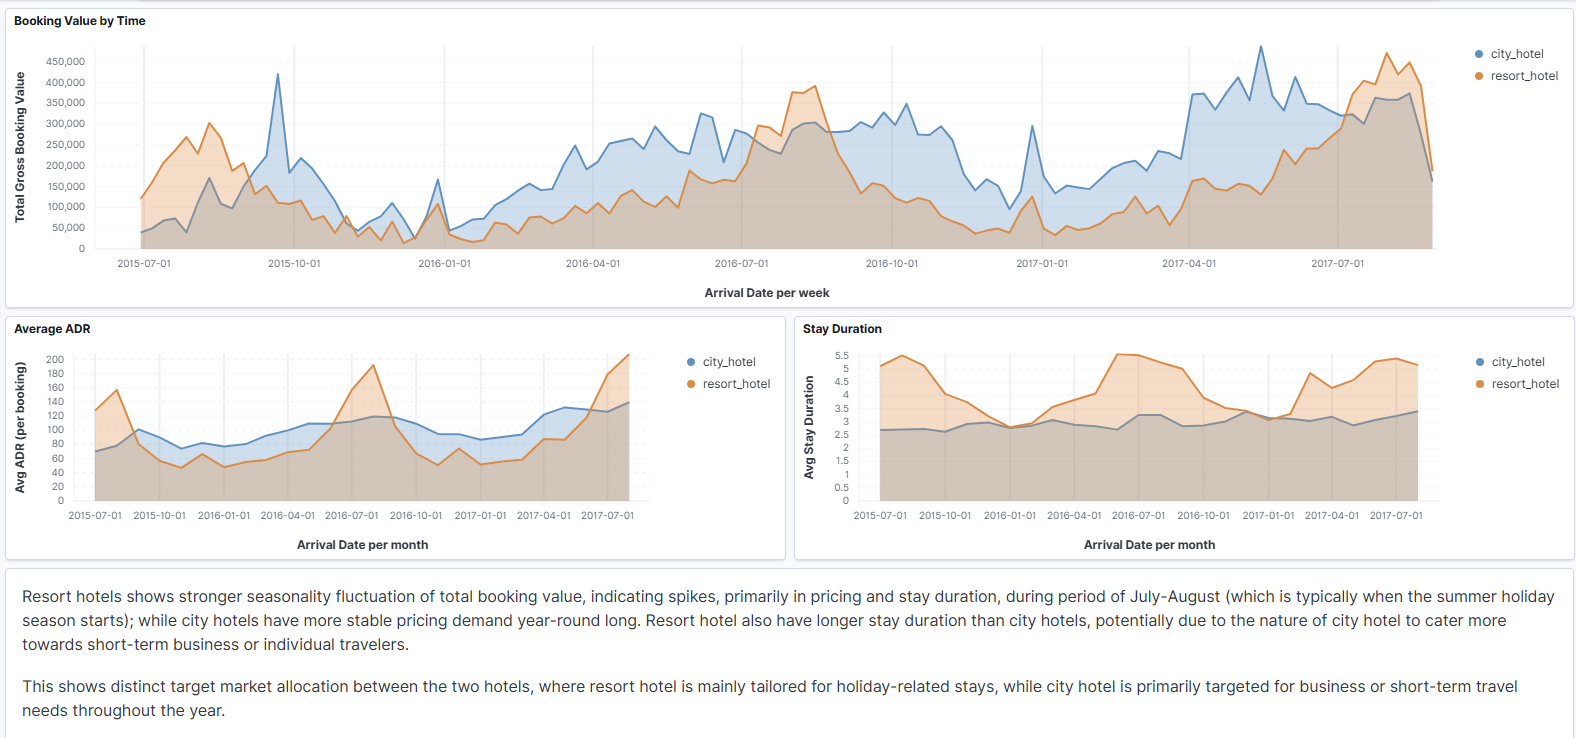 Booking Value by Time
Total Gross Booking Value
450,000
400,000
350,000
300,000
250,000
200,000
150,000
100,000
50,000
0
2015-07-01 2015-10-01 2016-01-01 2016-04-01 2016-07-01 2016-10-01 2017-01-01 2017-04-01 2017-07-01
Arrival Date per week
city_hotel
resort_hotel
Average ADR
Avg ADR (per booking)
200
180
160
140
120
100
80
60
40
20
0
2015-07-01 2015-10-01 2016-01-01 2016-04-01 2016-07-01 2016-10-01 2017-01-01 2017-04-01 2017-07-01
Arrival Date per month
city_hotel
resort_hotel
Stay Duration
Avg Stay Duration
5.5
5
4.5
4
3.5
3
2.5
2
1.5
1
0.5
0
2015-07-01 2015-10-01 2016-01-01 2016-04-01 2016-07-01 2016-10-01 2017-01-01 2017-04-01 2017-07-01
Arrival Date per month
city_hotel
resort_hotel
Resort hotels shows stronger seasonality fluctuation of total booking value, indicating spikes, primarily in pricing and stay duration, during period of July-August (which is typically when the summer holiday
season starts); while city hotels have more stable pricing demand year-round long. Resort hotel also have longer stay duration than city hotels, potentially due to the nature of city hotel to cater more
towards short-term business or individual travelers.
This shows distinct target market allocation between the two hotels, where resort hotel is mainly tailored for holiday-related stays, while city hotel is primarily targeted for business or short-term travel
needs throughout the year.